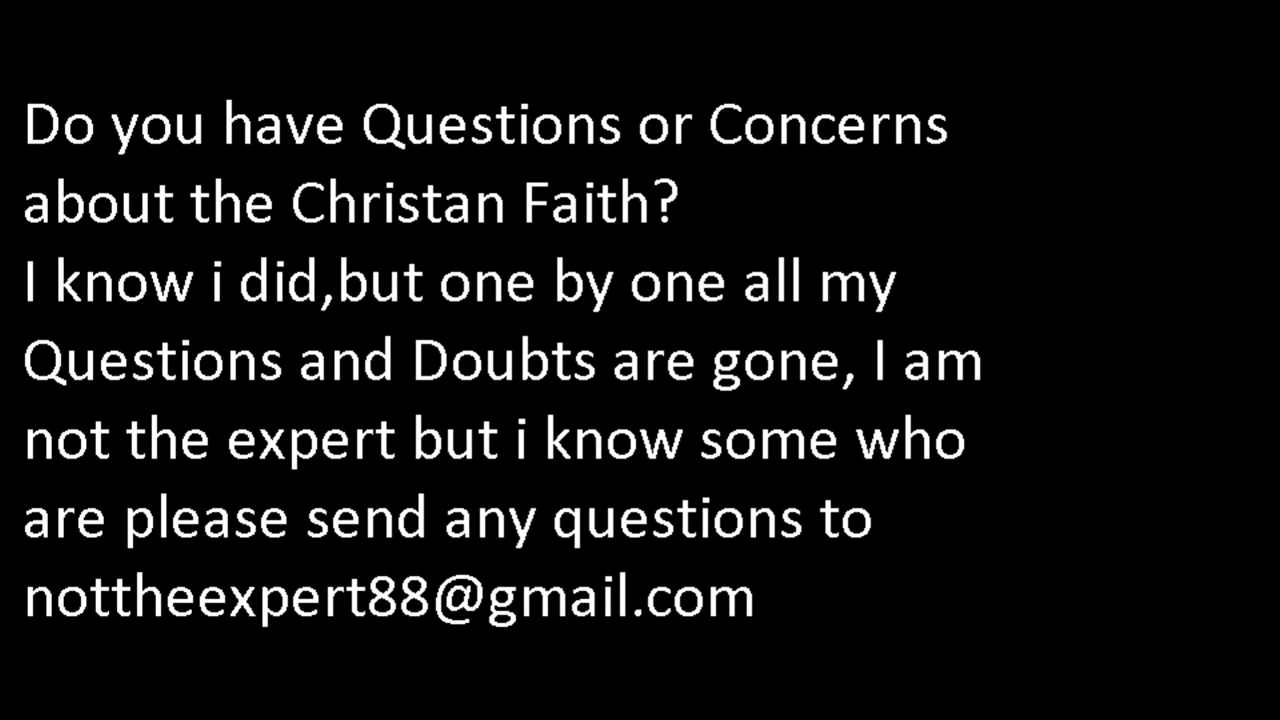 Do you have Questions or Concerns
about the Christan Faith?
I know i did,but one by one all my
Questions and Doubts are gone, I am
not the expert but i know some who
are please send any questions to
nottheexpert88@gmail.com